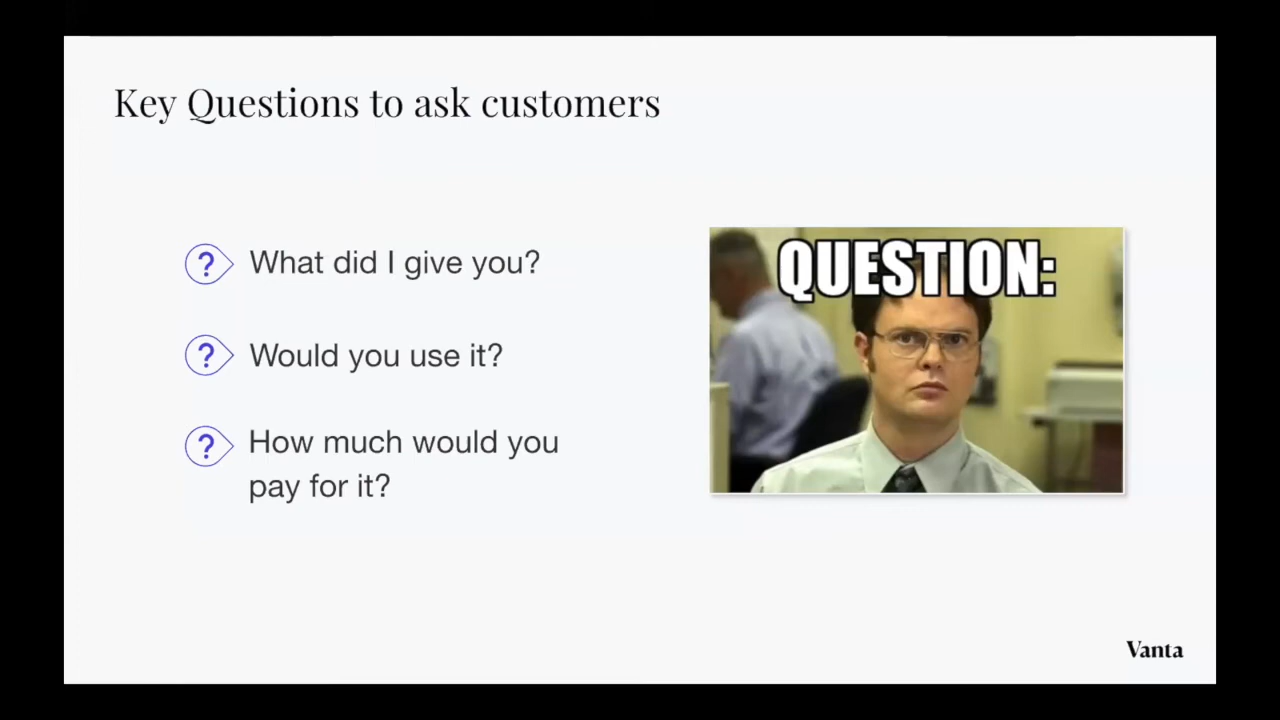 Key Questions to ask customers
? What did I give you?
? Would you use it?
? How much would you
pay for it?
QUESTION:
Vanta